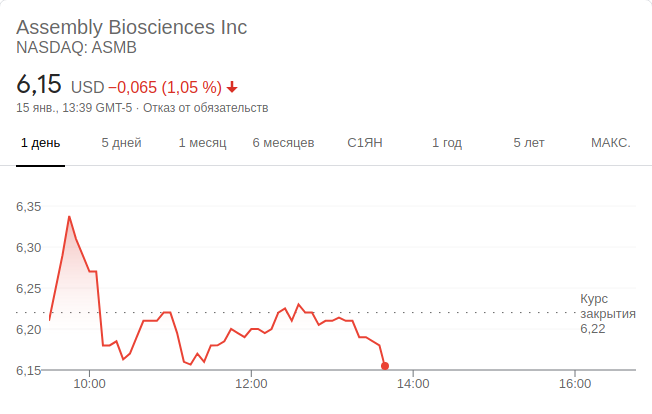 Assembly Biosciences Inc
NASDAQ: ASMB
6,15 USD −0,065 (1,05 %)
15 янв., 13:39 GMT-5 · Отказ от обязательств
1 день 5 дней 1 месяц 6 месяцев С1ЯН 1 год 5 лет МАКС.
6,35
6,30
6,25
Курс
закрытия
6,22
6,20
6,15
10:00 12:00 14:00 16:00